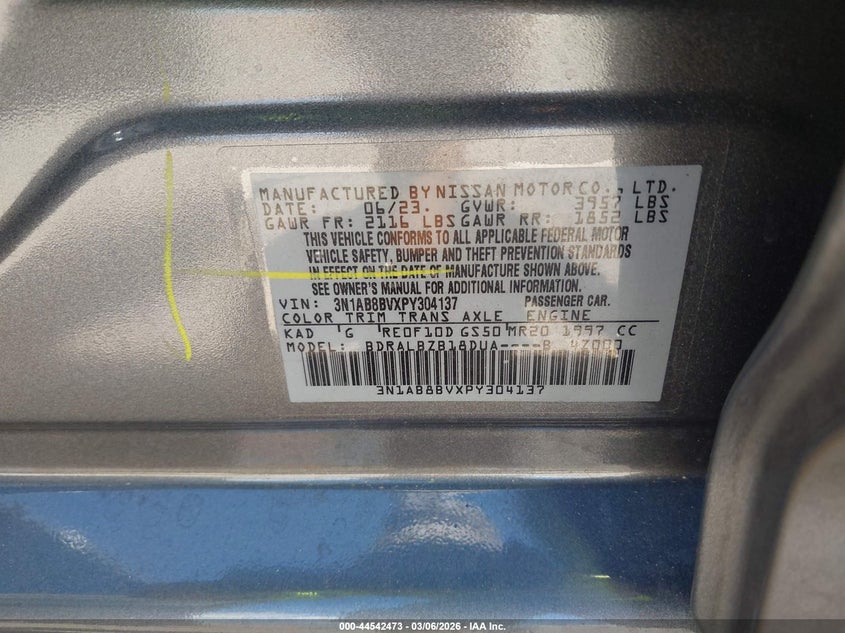 MANUFACTURED BY NISSAN MOTOR CO., LTD.
DATE: 06/23. GVWR: 3957 LBS
GAWR FR: 2116 LBS GAWR RR: 1852 LBS
THIS VEHICLE CONFORMS TO ALL APPLICABLE FEDERAL MOTOR
VEHICLE SAFETY, BUMPER AND THEFT PREVENTION STANDARDS
IN EFFECT ON THE DATE OF MANUFACTURE SHOWN ABOVE.
SEE OWNER'S MANUAL FOR ADDITIONAL INFORMATION.
VIN: 3N1AB8BVXPY304137 PASSENGER CAR.
COLOR TRIM TRANS AXLE ENGINE
KAD G RE0F10D GS50 MR20 1997 CC
MODEL: BDRALBZB18DUA----B 4Z000
3N1AB8BVXPY304137
000-44542473 — 03/06/2026 — IAA Inc.